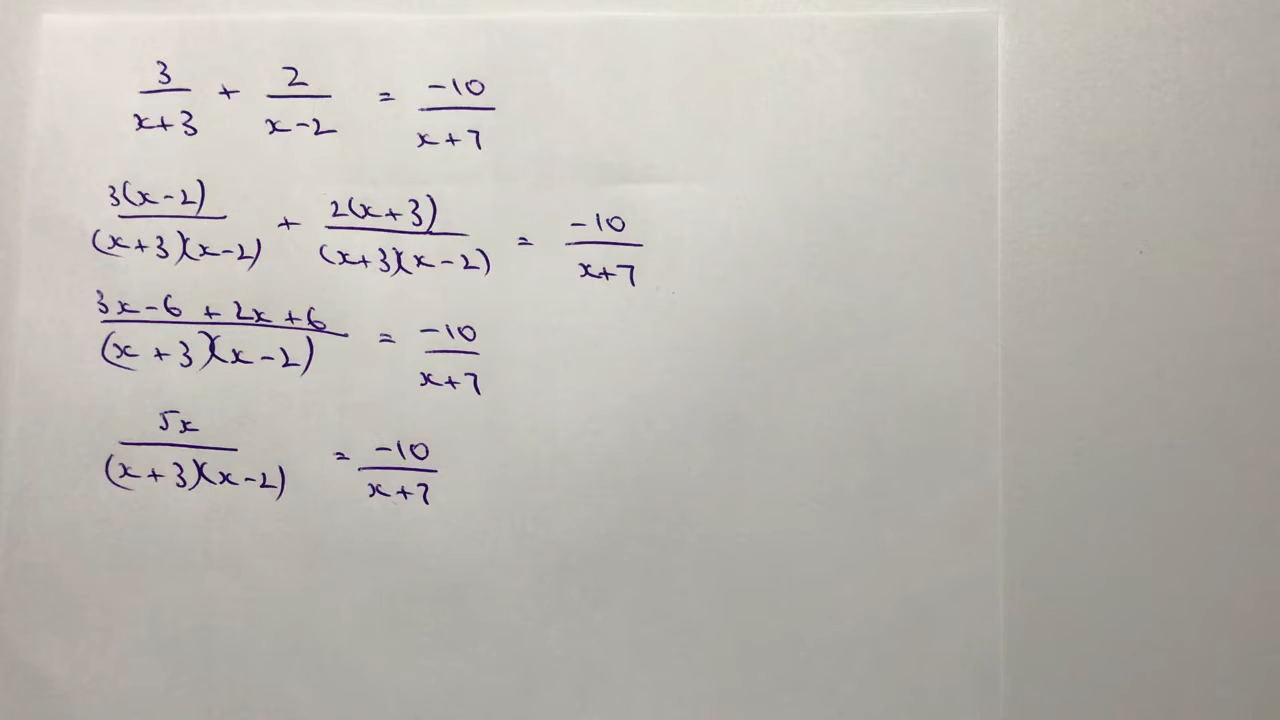 3/(x+3) + 2/(x-2) = -10/(x+7)
3(x-2)/((x+3)(x-2)) + 2(x+3)/((x+3)(x-2)) = -10/(x+7)
(3x-6+2x+6)/((x+3)(x-2)) = -10/(x+7)
5x/((x+3)(x-2)) = -10/(x+7)